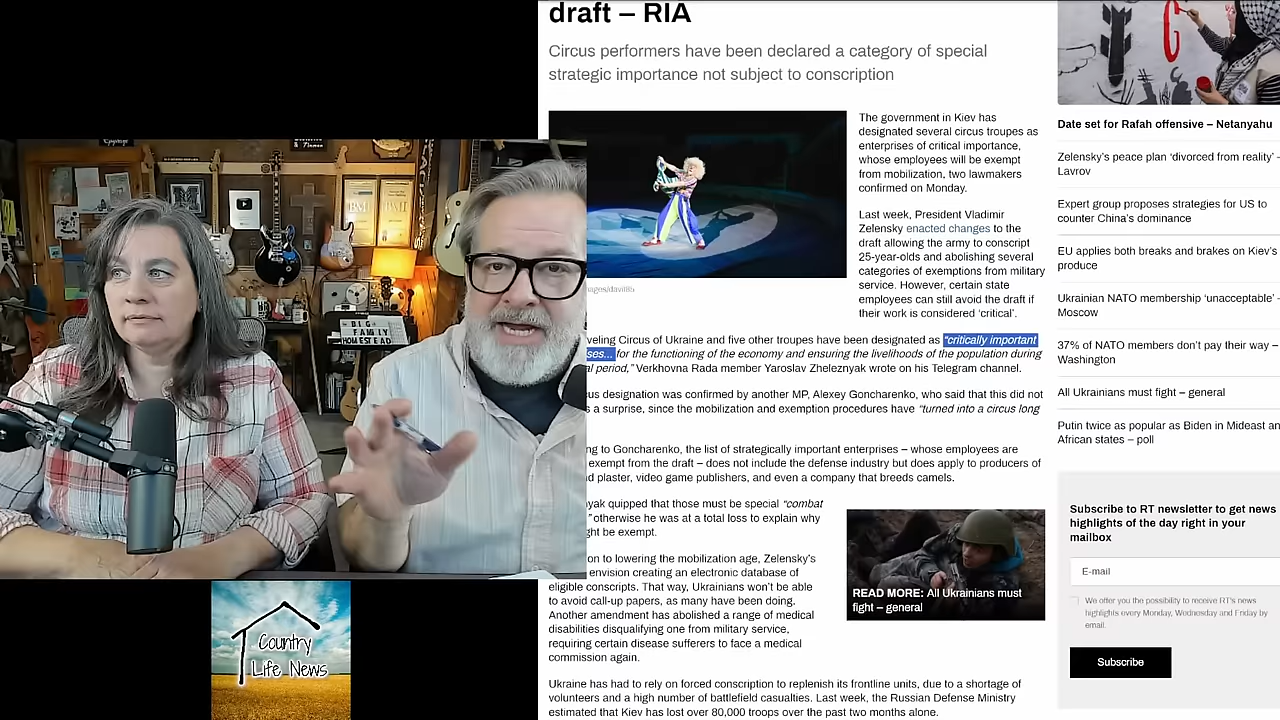 draft – RIA
Circus performers have been declared a category of special
strategic importance not subject to conscription
The government in Kiev has
designated several circus troupes as
enterprises of critical importance,
whose employees will be exempt
from mobilization, two lawmakers
confirmed on Monday.
Last week, President Vladimir
Zelensky enacted changes to the
draft allowing the army to conscript
25-year-olds and abolishing several
categories of exemptions from military
service. However, certain state
employees can still avoid the draft if
their work is considered ‘critical’.
veling Circus of Ukraine and five other troupes have been designated as “critically important
ses... for the functioning of the economy and ensuring the livelihoods of the population during
al period,” Verkhovna Rada member Yaroslav Zheleznyak wrote on his Telegram channel.
us designation was confirmed by another MP, Alexey Goncharenko, who said that this did not
s a surprise, since the mobilization and exemption procedures have “turned into a circus long
ng to Goncharenko, the list of strategically important enterprises – whose employees are
exempt from the draft – does not include the defense industry but does apply to producers of
d plaster, video game publishers, and even a company that breeds camels.
yak quipped that those must be special “combat
” otherwise he was at a total loss to explain why
ght be exempt.
on to lowering the mobilization age, Zelensky’s
envision creating an electronic database of
eligible conscripts. That way, Ukrainians won’t be able
to avoid call-up papers, as many have been doing.
Another amendment has abolished a range of medical
disabilities disqualifying one from military service,
requiring certain disease sufferers to face a medical
commission again.
READ MORE: All Ukrainians must
fight – general
Ukraine has had to rely on forced conscription to replenish its frontline units, due to a shortage of
volunteers and a high number of battlefield casualties. Last week, the Russian Defense Ministry
estimated that Kiev has lost over 80,000 troops over the past two months alone.
Date set for Rafah offensive – Netanyahu
Zelensky’s peace plan ‘divorced from reality’ –
Lavrov
Expert group proposes strategies for US to
counter China’s dominance
EU applies both breaks and brakes on Kiev’s
produce
Ukrainian NATO membership ‘unacceptable’ –
Moscow
37% of NATO members don’t pay their way –
Washington
All Ukrainians must fight – general
Putin twice as popular as Biden in Mideast an
African states – poll
Subscribe to RT newsletter to get news
highlights of the day right in your
mailbox
E-mail
We offer you the possibility to receive RT’s news
highlights every Monday, Wednesday and Friday by
email.
Subscribe
BIG
FAMILY
HOMESTEAD
Country
Life News